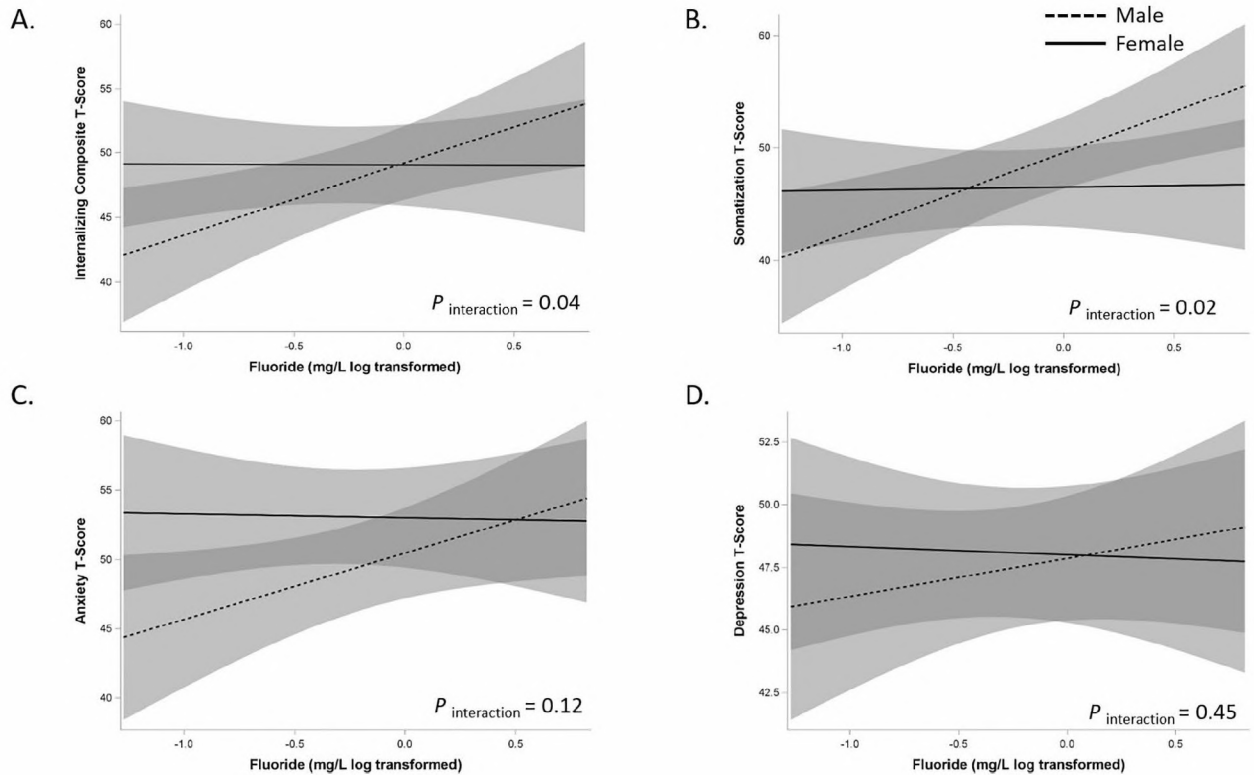 A.
60
55
50
45
40
Internalizing Composite T-Score
P interaction = 0.04
-1.0 -0.5 0.0 0.5
Fluoride (mg/L log transformed)
B.
Male
Female
60
50
40
Somatization T-Score
P interaction = 0.02
-1.0 -0.5 0.0 0.5
Fluoride (mg/L log transformed)
C.
60
55
50
45
40
Anxiety T-Score
P interaction = 0.12
-1.0 -0.5 0.0 0.5
Fluoride (mg/L log transformed)
D.
52.5
50.0
47.5
45.0
42.5
Depression T-Score
P interaction = 0.45
-1.0 -0.5 0.0 0.5
Fluoride (mg/L log transformed)